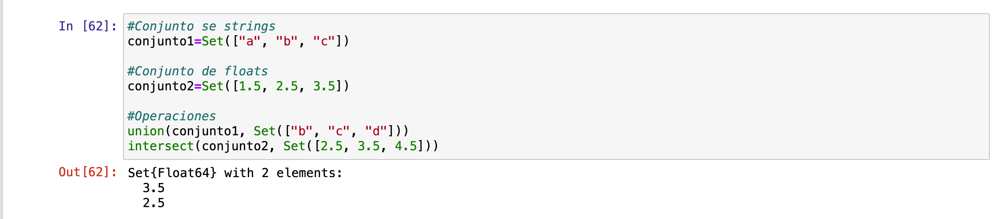 In [62]: #Conjunto se strings
conjunto1=Set(["a", "b", "c"])
#Conjunto de floats
conjunto2=Set([1.5, 2.5, 3.5])
#Operaciones
union(conjunto1, Set(["b", "c", "d"]))
intersect(conjunto2, Set([2.5, 3.5, 4.5]))
Out[62]: Set{Float64} with 2 elements:
3.5
2.5